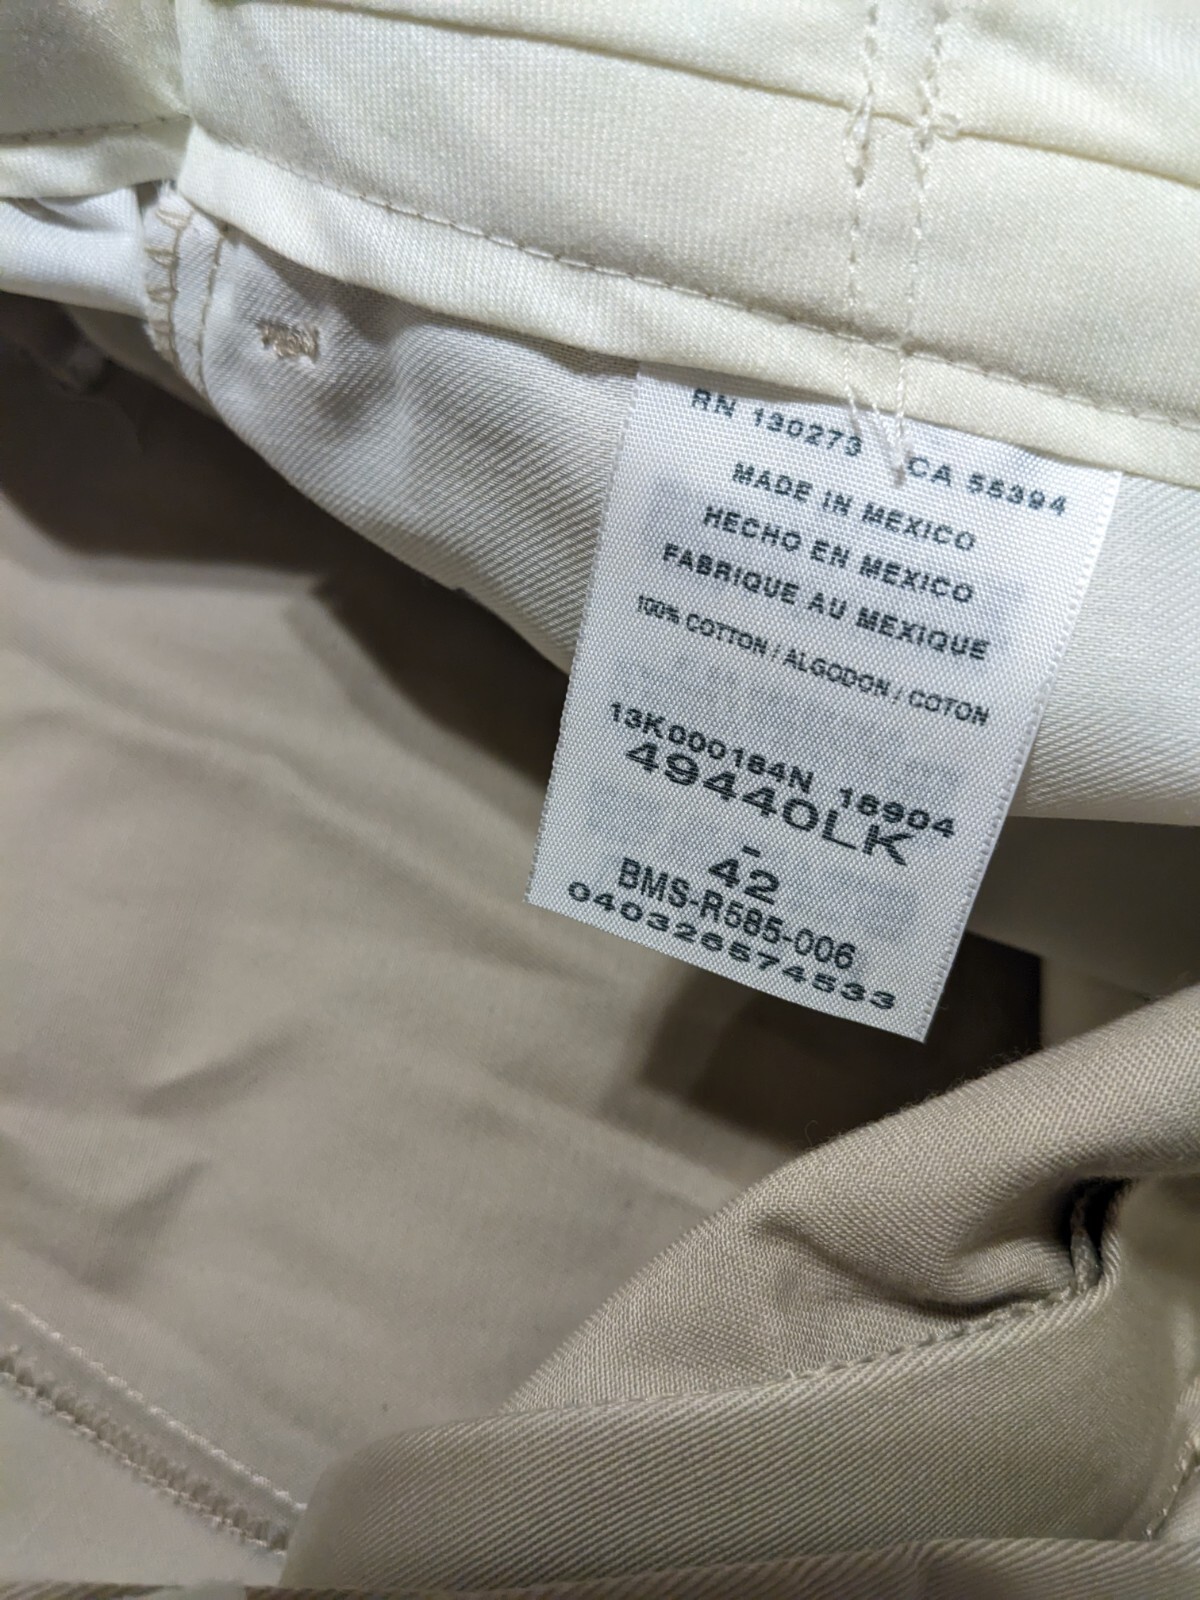 RN 130273 CA 55394
MADE IN MEXICO
HECHO EN MEXICO
FABRIQUE AU MEXIQUE
100% COTTON / ALGODON / COTON
13K000184N 16904
49440LK
-
42
BMS-R585-006
040326574533